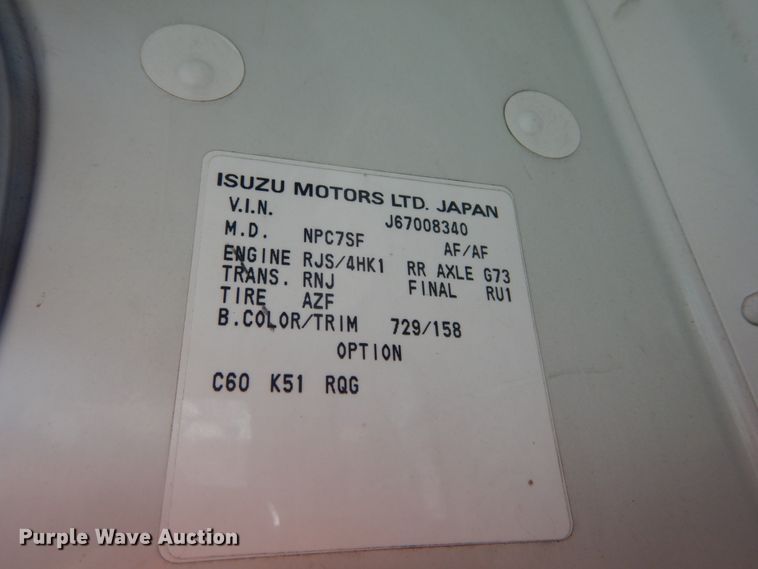 ISUZU MOTORS LTD. JAPAN
V.I.N. J67008340
M.D. NPC7SF AF/AF
ENGINE RJS/4HK1 RR AXLE G73
TRANS. RNJ FINAL RU1
TIRE AZF
B.COLOR/TRIM 729/158
OPTION
C60 K51 RQG
Purple Wave Auction